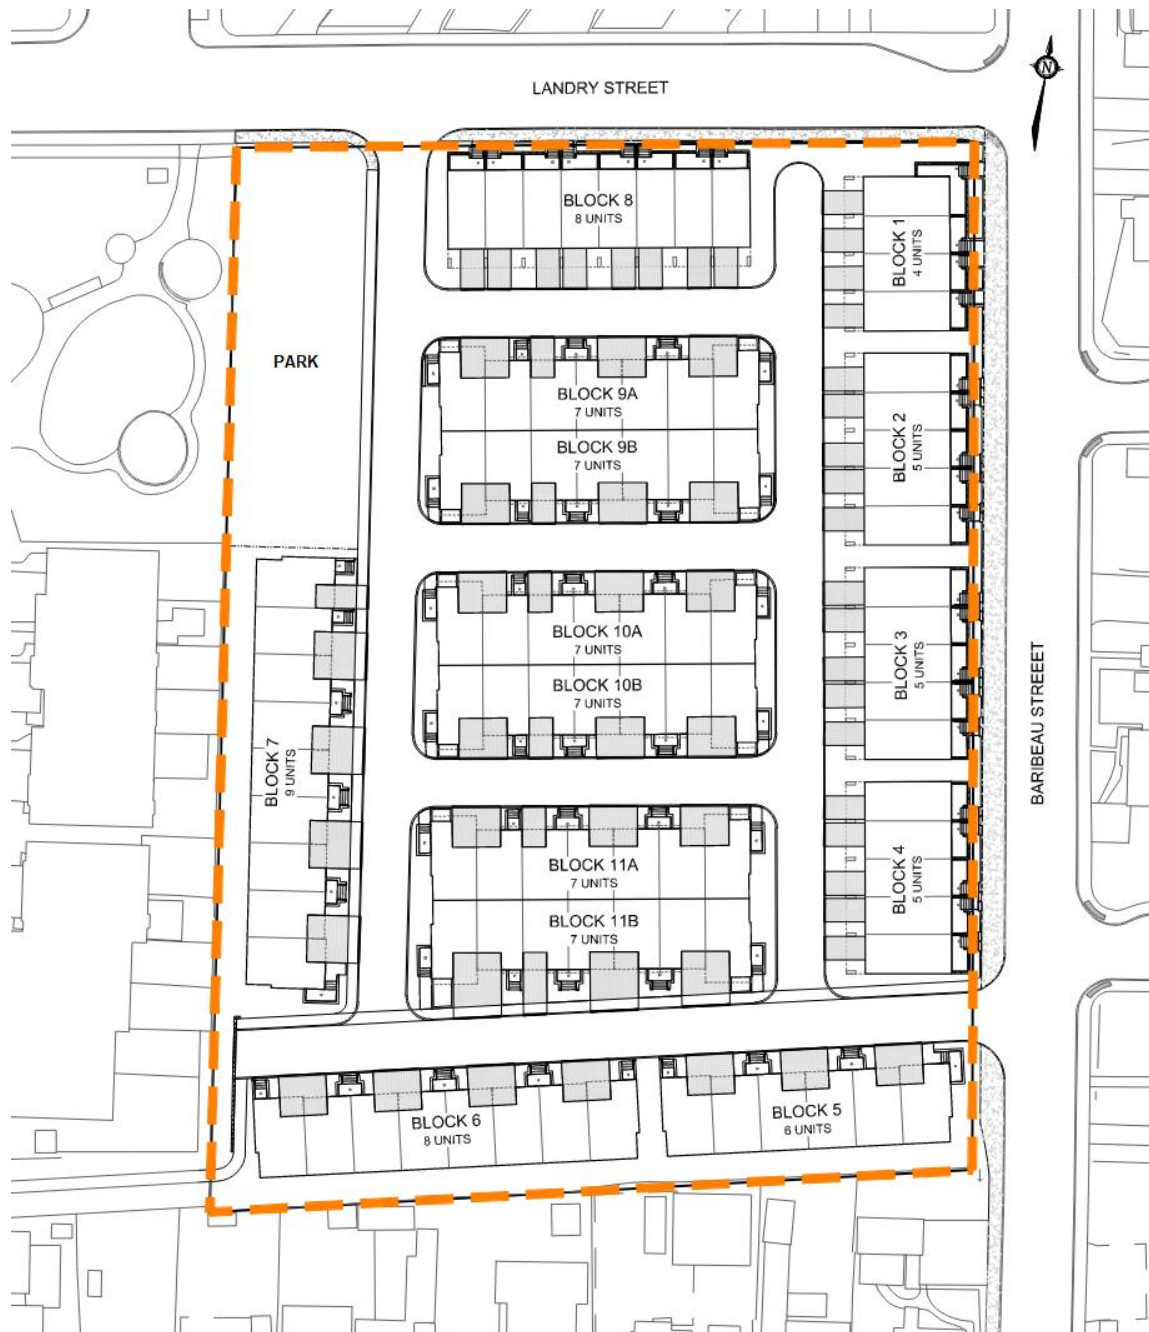 LANDRY STREET
N
BLOCK 8
8 UNITS
BLOCK 1
4 UNITS
PARK
BLOCK 9A
7 UNITS
BLOCK 9B
7 UNITS
BLOCK 2
5 UNITS
BLOCK 10A
7 UNITS
BLOCK 10B
7 UNITS
BLOCK 3
5 UNITS
BARIBEAU STREEET
BLOCK 7
9 UNITS
BLOCK 11A
7 UNITS
BLOCK 11B
7 UNITS
BLOCK 4
5 UNITS
BLOCK 6
8 UNITS
BLOCK 5
6 UNITS